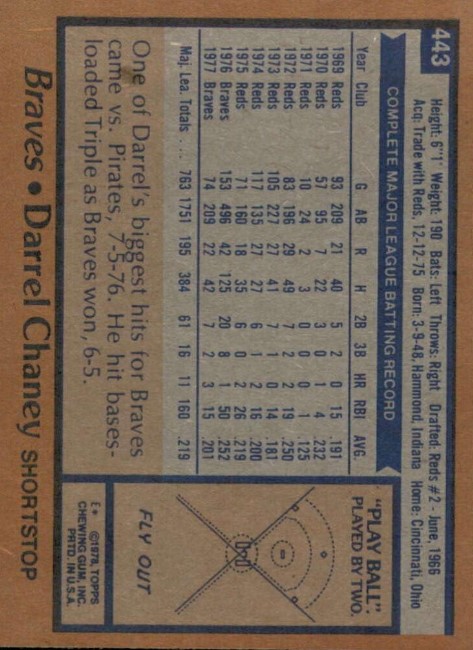 443
Height: 6"1' Weight: 190 Bats: Left Throws: Right Drafted: Reds #2 - June, 1966
Acq: Trade with Reds, 12-12-75 Born: 3-9-48, Hammond, Indiana Home: Cincinnati, Ohio
COMPLETE MAJOR LEAGUE BATTING RECORD
Year Club G AB R H 2B 3B HR RBI AVG.
1969 Reds 93 209 21 40 5 2 0 15 .191
1970 Reds 57 95 7 22 3 0 1 4 .232
1971 Reds 10 24 2 3 0 0 0 1 .125
1972 Reds 83 196 29 49 7 2 2 19 .250
1973 Reds 105 227 27 41 7 1 0 14 .181
1974 Reds 117 135 27 27 6 1 2 16 .200
1975 Reds 71 160 18 35 6 0 2 26 .219
1976 Braves 153 496 42 125 20 8 1 50 .252
1977 Braves 74 209 22 42 7 2 3 15 .201
Maj. Lea. Totals . . . 763 1751 195 384 61 16 11 160 .219
One of Darrel's biggest hits for Braves
came vs. Pirates, 7-5-76. He hit bases-
loaded Triple as Braves won, 6-5.
"PLAY BALL":
PLAYED BY TWO.
FLY OUT
E* ©1978, TOPPS
CHEWING GUM, INC.
PRTD. IN U.S.A.
Braves • Darrel Chaney SHORTSTOP